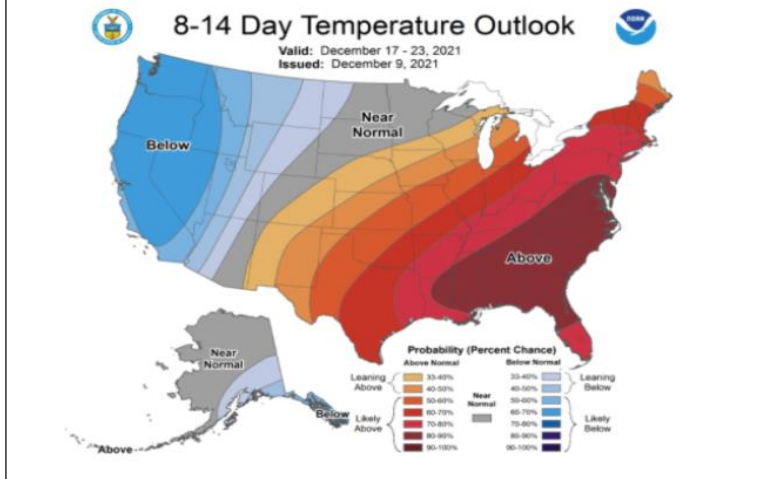 8-14 Day Temperature Outlook
Valid: December 17 - 23, 2021
Issued: December 9, 2021
noaa
Near
Normal
Below
Above
Near
Normal
Below
Above
Probability (Percent Chance)
Above Normal
Below Normal
Leaning
Above
33-40%
40-50%
Likely
Above
50-60%
60-70%
70-80%
80-90%
90-100%
Near
Normal
33-40%
40-50%
Leaning
Below
50-60%
60-70%
70-80%
80-90%
90-100%
Likely
Below